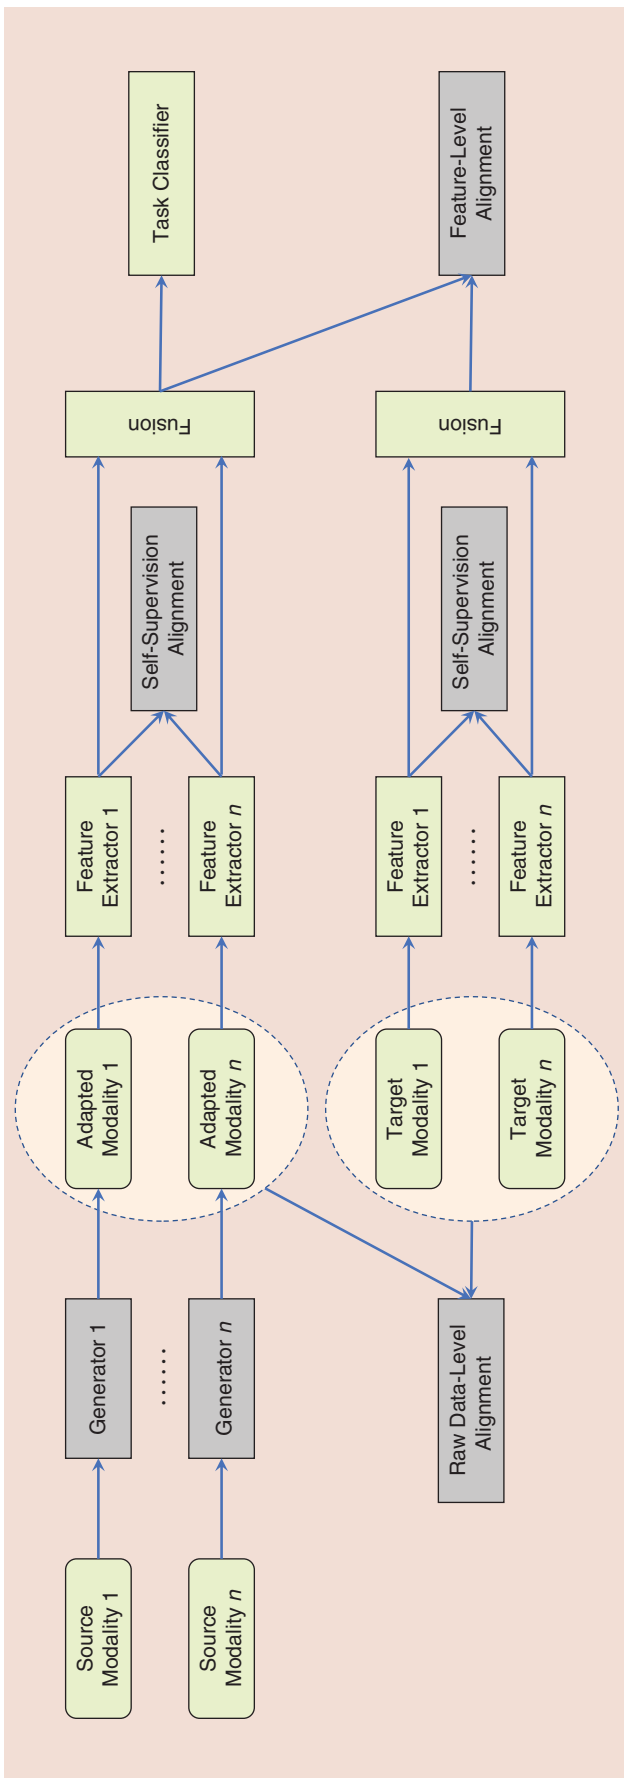 Source
Modality 1
Generator 1
Adapted
Modality 1
Feature
Extractor 1
Source
Modality n
......
Generator n
Adapted
Modality n
......
Feature
Extractor n
Self-Supervision
Alignment
Fusion
Task Classifier
Raw Data-Level
Alignment
Target
Modality 1
Feature
Extractor 1
Target
Modality n
......
Feature
Extractor n
Self-Supervision
Alignment
Fusion
Feature-Level
Alignment